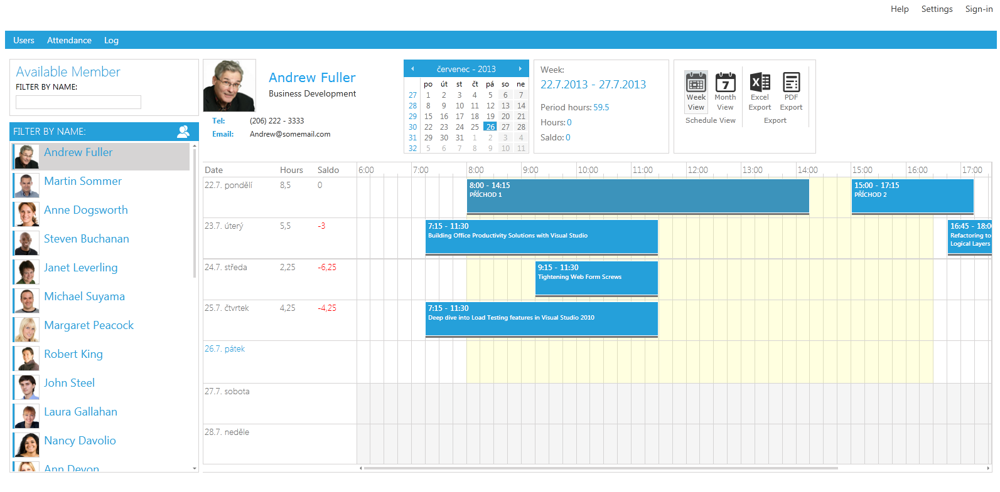 Help Settings Sign-in
Users Attendance Log
Available Member
FILTER BY NAME:
FILTER BY NAME:
Andrew Fuller
Martin Sommer
Anne Dogsworth
Steven Buchanan
Janet Leverling
Michael Suyama
Margaret Peacock
Robert King
John Steel
Laura Gallahan
Nancy Davolio
Ann Devon
Andrew Fuller
Business Development
Tel: (206) 222 - 3333
Email: Andrew@somemail.com
červenec - 2013
po út st čt pá so ne
27 1 2 3 4 5 6 7
28 8 9 10 11 12 13 14
29 15 16 17 18 19 20 21
30 22 23 24 25 26 27 28
31 29 30 31 1 2 3 4
32 5 6 7 8 9 10 11
Week:
22.7.2013 - 27.7.2013
Period hours: 59.5
Hours: 0
Saldo: 0
Week View
Month View
Schedule View
Excel Export
PDF Export
Export
Date Hours Saldo 6:00 7:00 8:00 9:00 10:00 11:00 12:00 13:00 14:00 15:00 16:00 17:00
22.7. pondělí 8,5 0
8:00 - 14:15
PŘÍCHOD 1
15:00 - 17:15
PŘÍCHOD 2
23.7. úterý 5,5 -3
7:15 - 11:30
Building Office Productivity Solutions with Visual Studio
16:45 - 18:00
Refactoring to
Logical Layers
24.7. středa 2,25 -6,25
9:15 - 11:30
Tightening Web Form Screws
25.7. čtvrtek 4,25 -4,25
7:15 - 11:30
Deep dive into Load Testing features in Visual Studio 2010
26.7. pátek
27.7. sobota
28.7. neděle